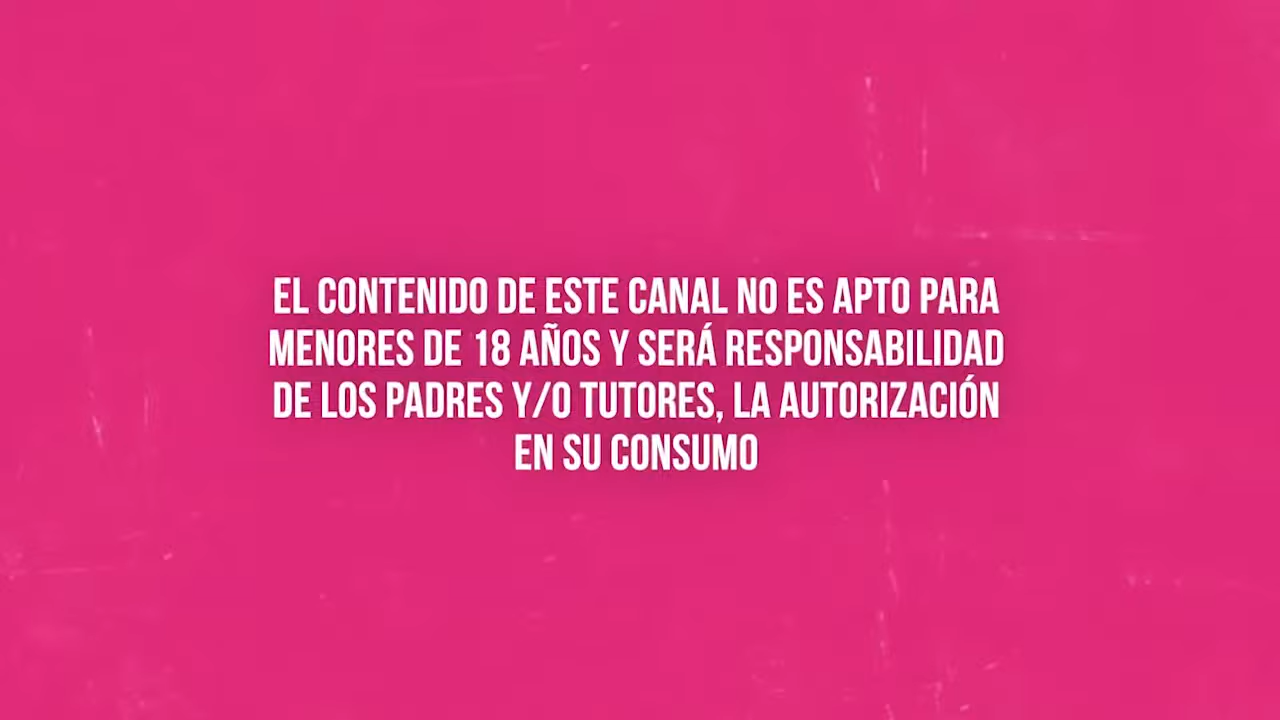 EL CONTENIDO DE ESTE CANAL NO ES APTO PARA
MENORES DE 18 AÑOS Y SERÁ RESPONSABILIDAD
DE LOS PADRES Y/O TUTORES, LA AUTORIZACIÓN
EN SU CONSUMO